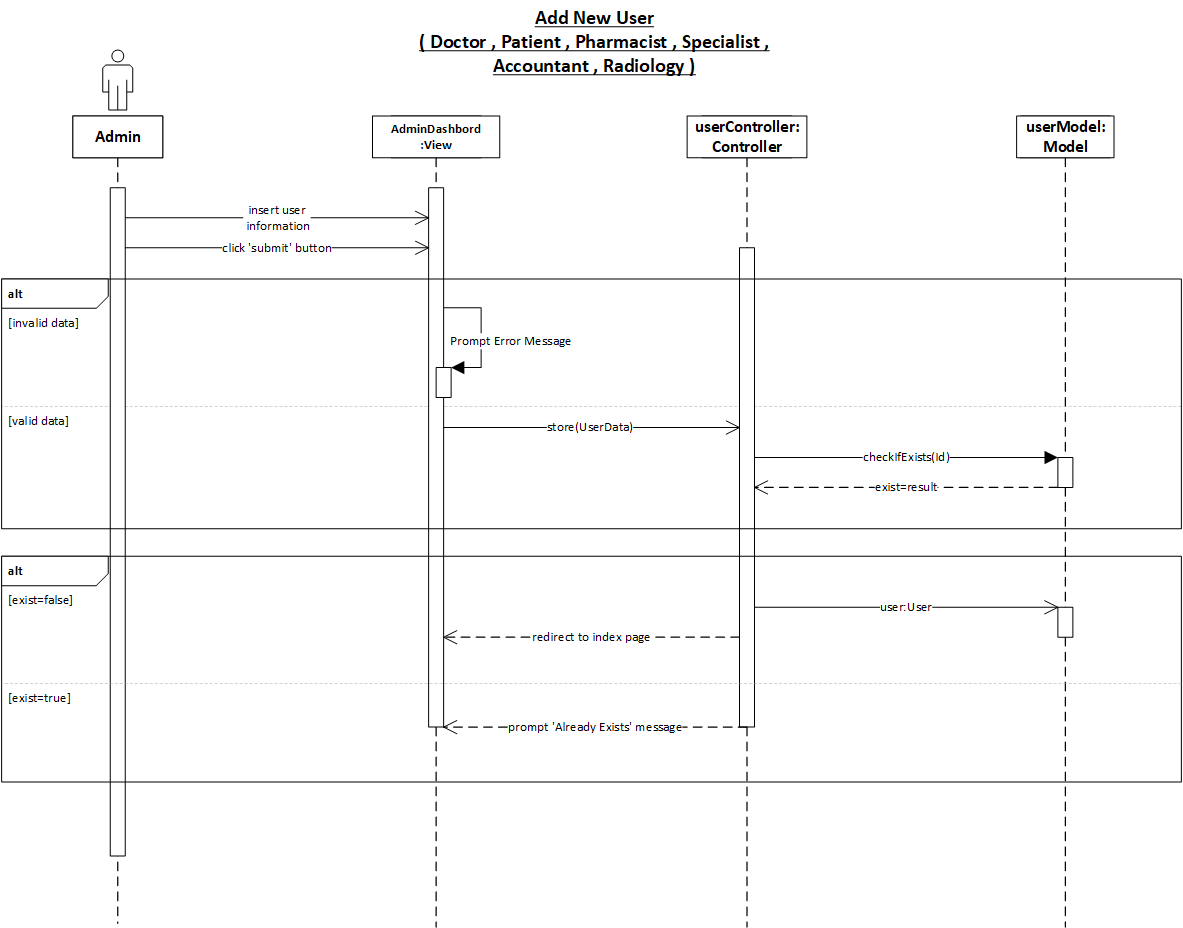 Add New User
( Doctor , Patient , Pharmacist , Specialist ,
Accountant , Radiology )
Admin
AdminDashbord
:View
userController:
Controller
userModel:
Model
insert user
information
click 'submit' button
alt
[invalid data]
Prompt Error Message
[valid data]
store(UserData)
checkIfExists(Id)
exist=result
alt
[exist=false]
user:User
redirect to index page
[exist=true]
prompt 'Already Exists' message